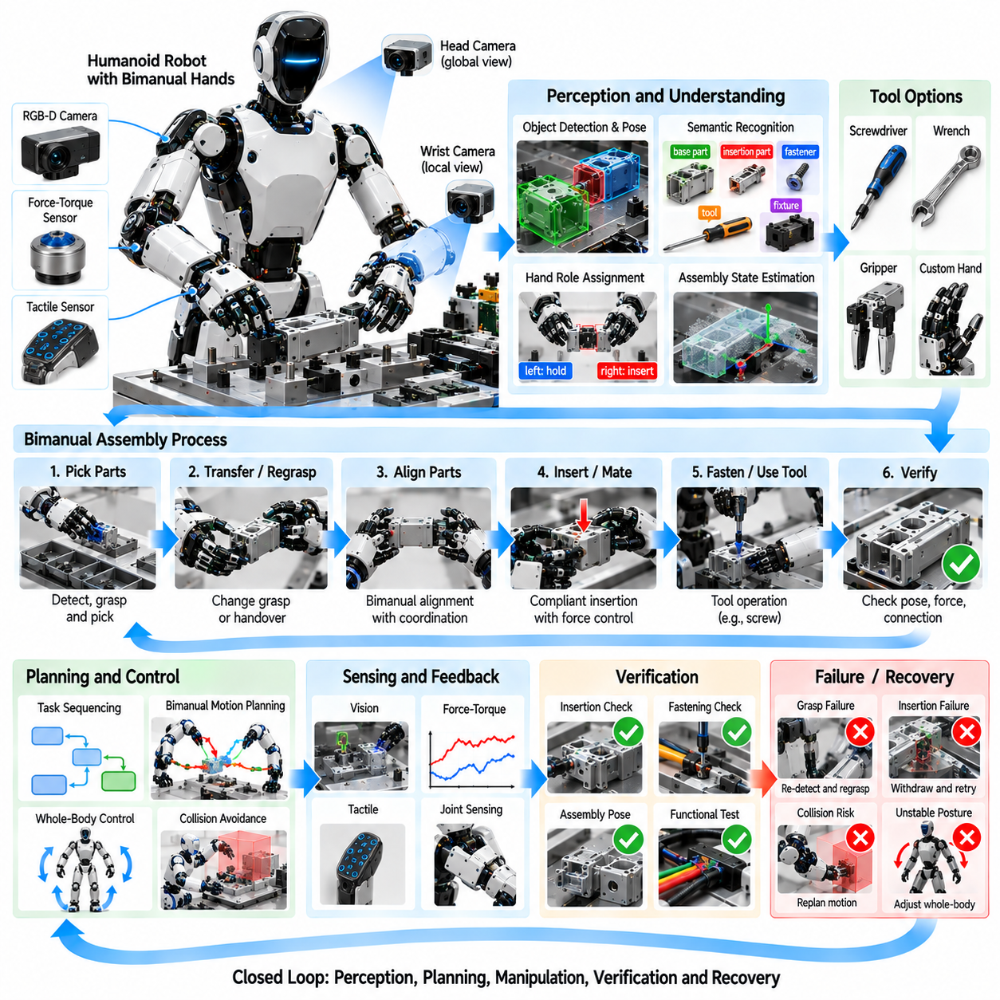 Humanoid Robot
with Bimanual Hands
Head Camera
(global view)
RGB-D Camera
Force-Torque
Sensor
Tactile Sensor
Wrist Camera
(local view)
Perception and Understanding
Object Detection & Pose
Semantic Recognition
base part
insertion part
fastener
tool
fixture
Hand Role Assignment
left: hold
right: insert
Assembly State Estimation
Tool Options
Screwdriver
Wrench
Gripper
Custom Hand
Bimanual Assembly Process
1. Pick Parts
Detect, grasp
and pick
2. Transfer / Regrasp
Change grasp
or handover
3. Align Parts
Bimanual alignment
with coordination
4. Insert / Mate
Compliant insertion
with force control
5. Fasten / Use Tool
Tool operation
(e.g., screw)
6. Verify
Check pose, force,
connection
Planning and Control
Task Sequencing
Bimanual Motion Planning
Whole-Body Control
Collision Avoidance
Sensing and Feedback
Vision
Force-Torque
Tactile
Joint Sensing
Verification
Insertion Check
Fastening Check
Assembly Pose
Functional Test
Failure / Recovery
Grasp Failure
Re-detect and regrasp
Insertion Failure
Withdraw and retry
Collision Risk
Replan motion
Unstable Posture
Adjust whole-body
Closed Loop: Perception, Planning, Manipulation, Verification and Recovery